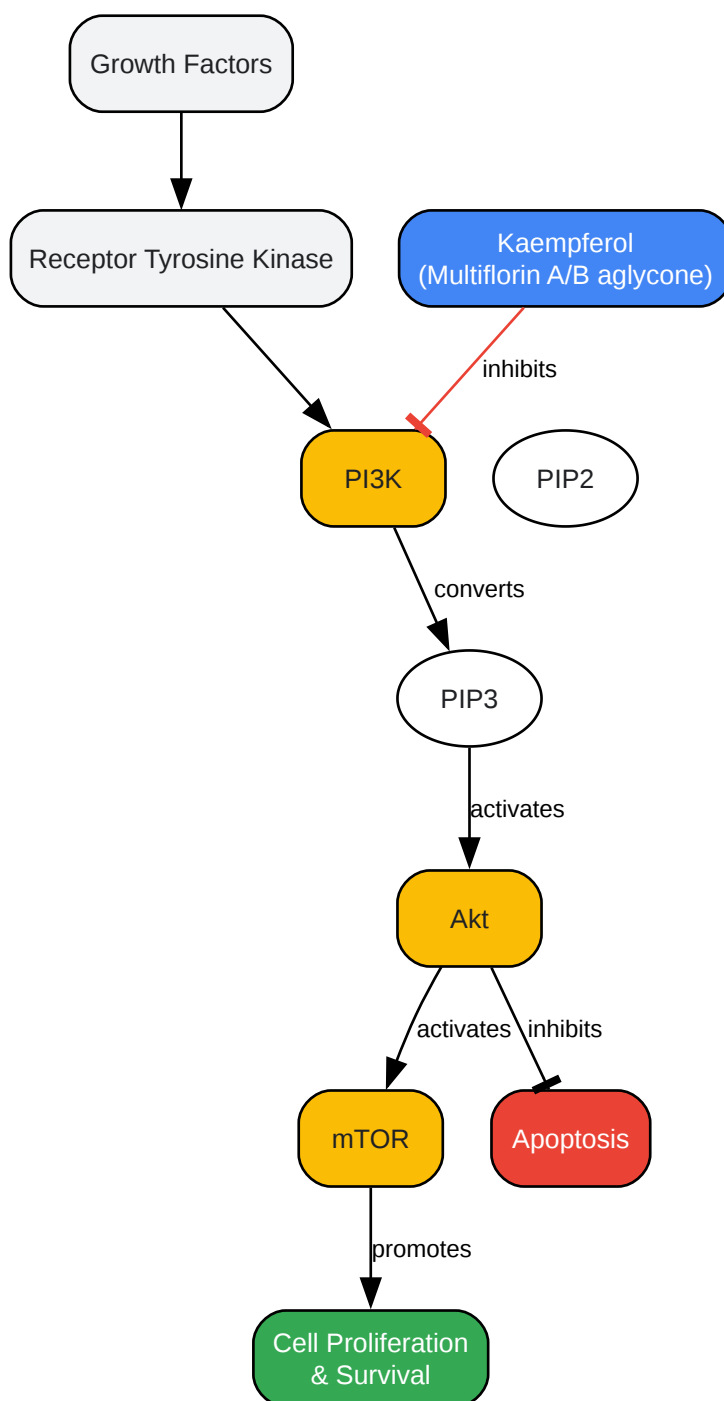 Growth Factors
Receptor Tyrosine Kinase
Kaempferol
(Multiflorin A/B aglycone)
inhibits
PI3K
PIP2
converts
PIP3
activates
Akt
activates
inhibits
mTOR
Apoptosis
promotes
Cell Proliferation
& Survival